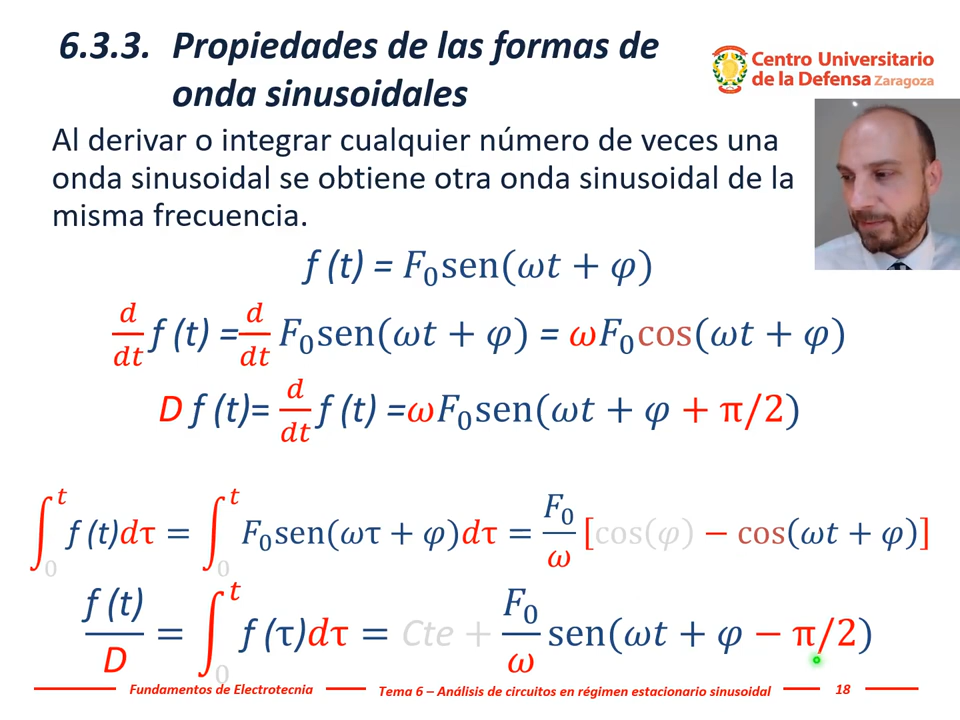 6.3.3. Propiedades de las formas de
onda sinusoidales
Centro Universitario
de la Defensa Zaragoza
Al derivar o integrar cualquier número de veces una
onda sinusoidal se obtiene otra onda sinusoidal de la
misma frecuencia.
f (t) = F₀sen(ωt + φ)
d/dt f (t) = d/dt F₀sen(ωt + φ) = ωF₀cos(ωt + φ)
D f (t)= d/dt f (t) =ωF₀sen(ωt + φ + π/2)
∫₀ᵗ f (t)dτ = ∫₀ᵗ F₀sen(ωτ + φ)dτ = F₀/ω [cos(φ) − cos(ωt + φ)]
f (t)/D = ∫₀ᵗ f (τ)dτ = Cte + F₀/ω sen(ωt + φ − π/2)
Fundamentos de Electrotecnia Tema 6 – Análisis de circuitos en régimen estacionario sinusoidal 18